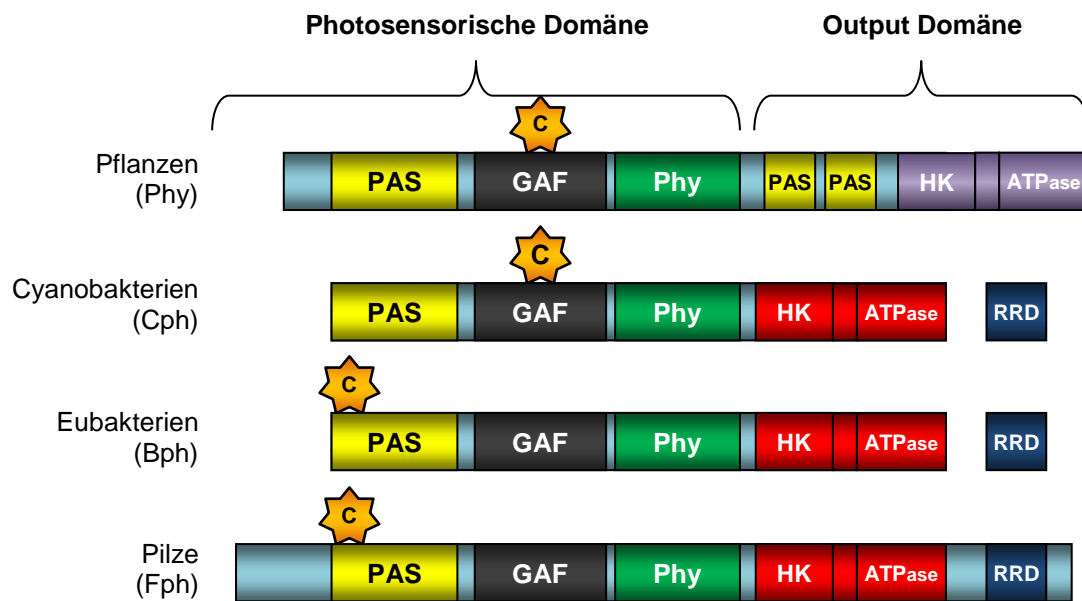 Photosensorische Domäne Output Domäne
C
Pflanzen
(Phy)
PAS GAF Phy PAS PAS HK ATPase
C
Cyanobakterien
(Cph)
PAS GAF Phy HK ATPase RRD
C
Eubakterien
(Bph)
PAS GAF Phy HK ATPase RRD
C
Pilze
(Fph)
PAS GAF Phy HK ATPase RRD